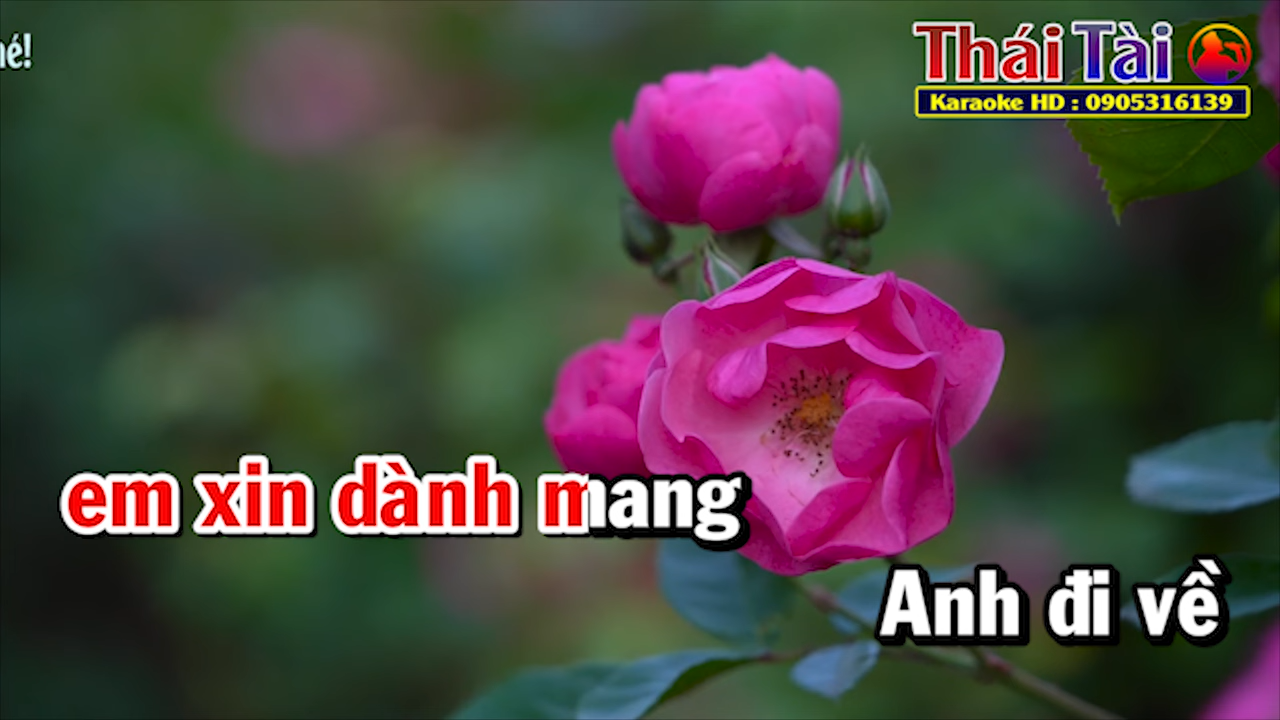 Thái Tài
Karaoke HD : 0905316139
em xin dành mang
Anh đi về